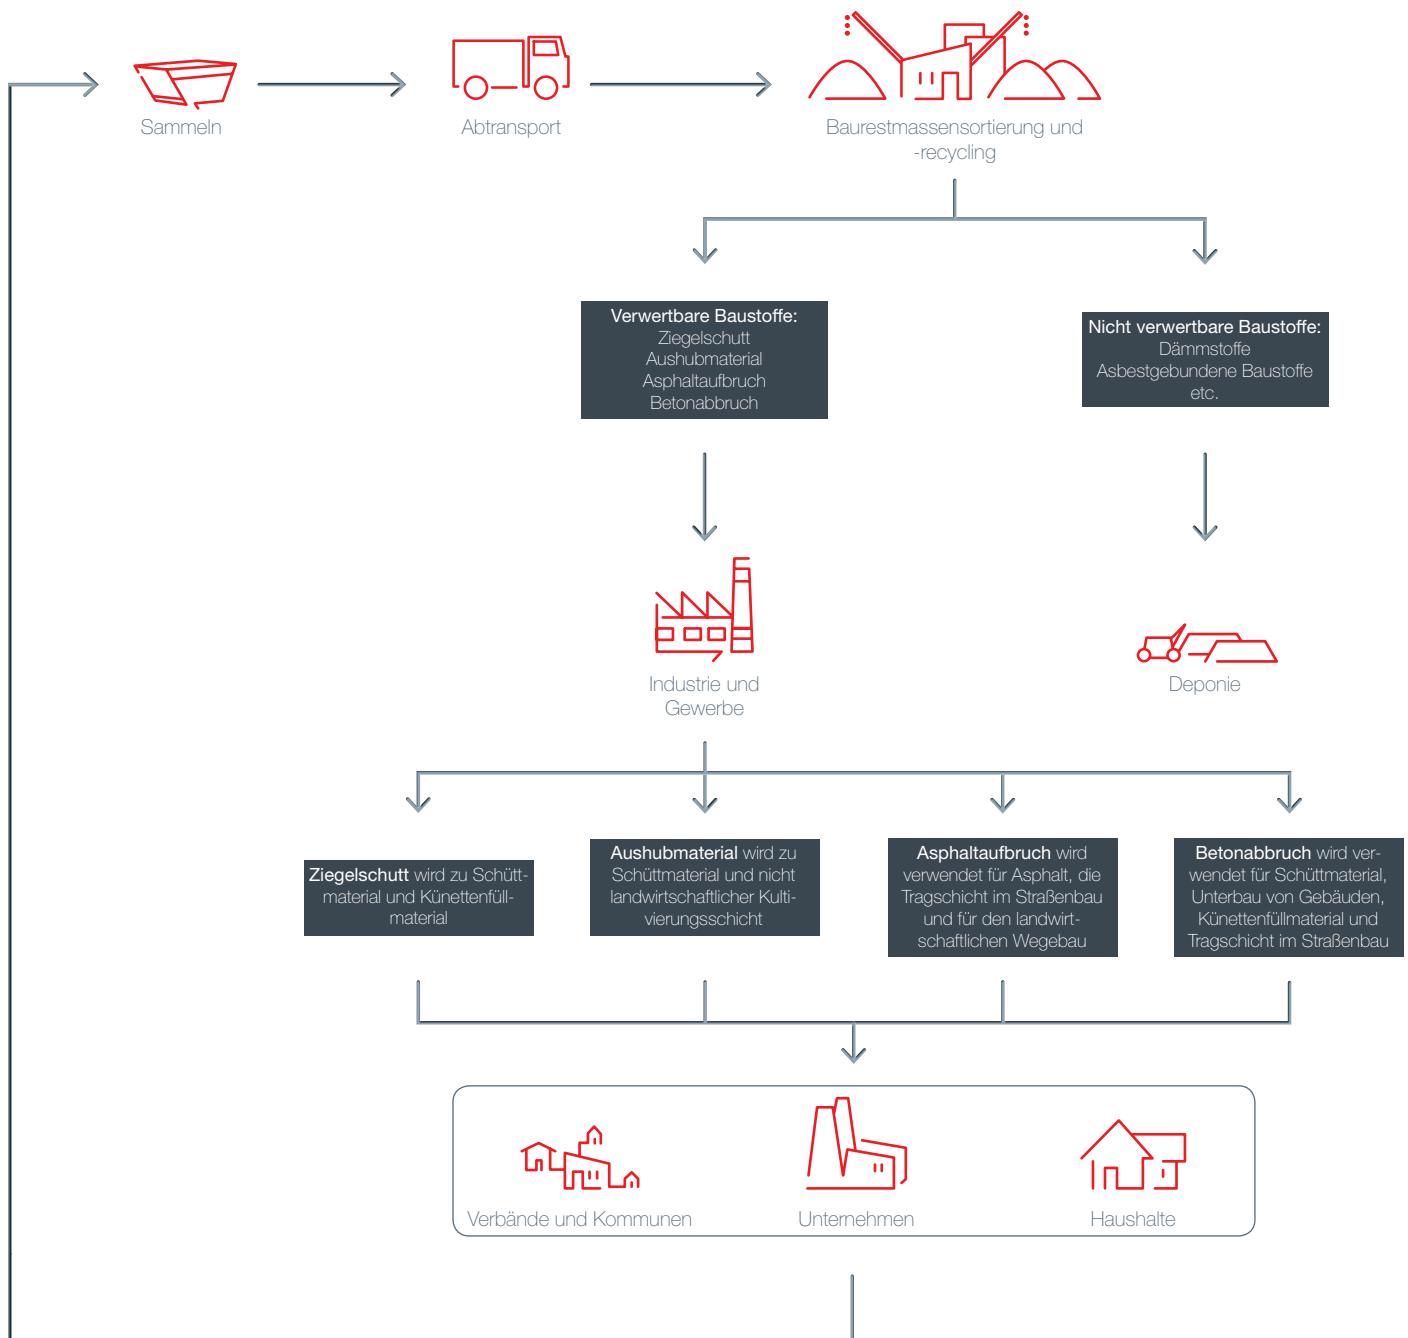 Sammeln
Abtransport
Baurestmassensortierung und
-recycling
Verwertbare Baustoffe:
Ziegelschutt
Aushubmaterial
Asphaltaufbruch
Betonabbruch
Nicht verwertbare Baustoffe:
Dämmstoffe
Asbestgebundene Baustoffe
etc.
Industrie und
Gewerbe
Deponie
Ziegelschutt wird zu Schütt-
material und Künettenfüll-
material
Aushubmaterial wird zu
Schüttmaterial und nicht
landwirtschaftlicher Kulti-
vierungsschicht
Asphaltaufbruch wird
verwendet für Asphalt, die
Tragschicht im Straßenbau
und für den landwirt-
schaftlichen Wegebau
Betonabbruch wird ver-
wendet für Schüttmaterial,
Unterbau von Gebäuden,
Künettenfüllmaterial und
Tragschicht im Straßenbau
Verbände und Kommunen
Unternehmen
Haushalte